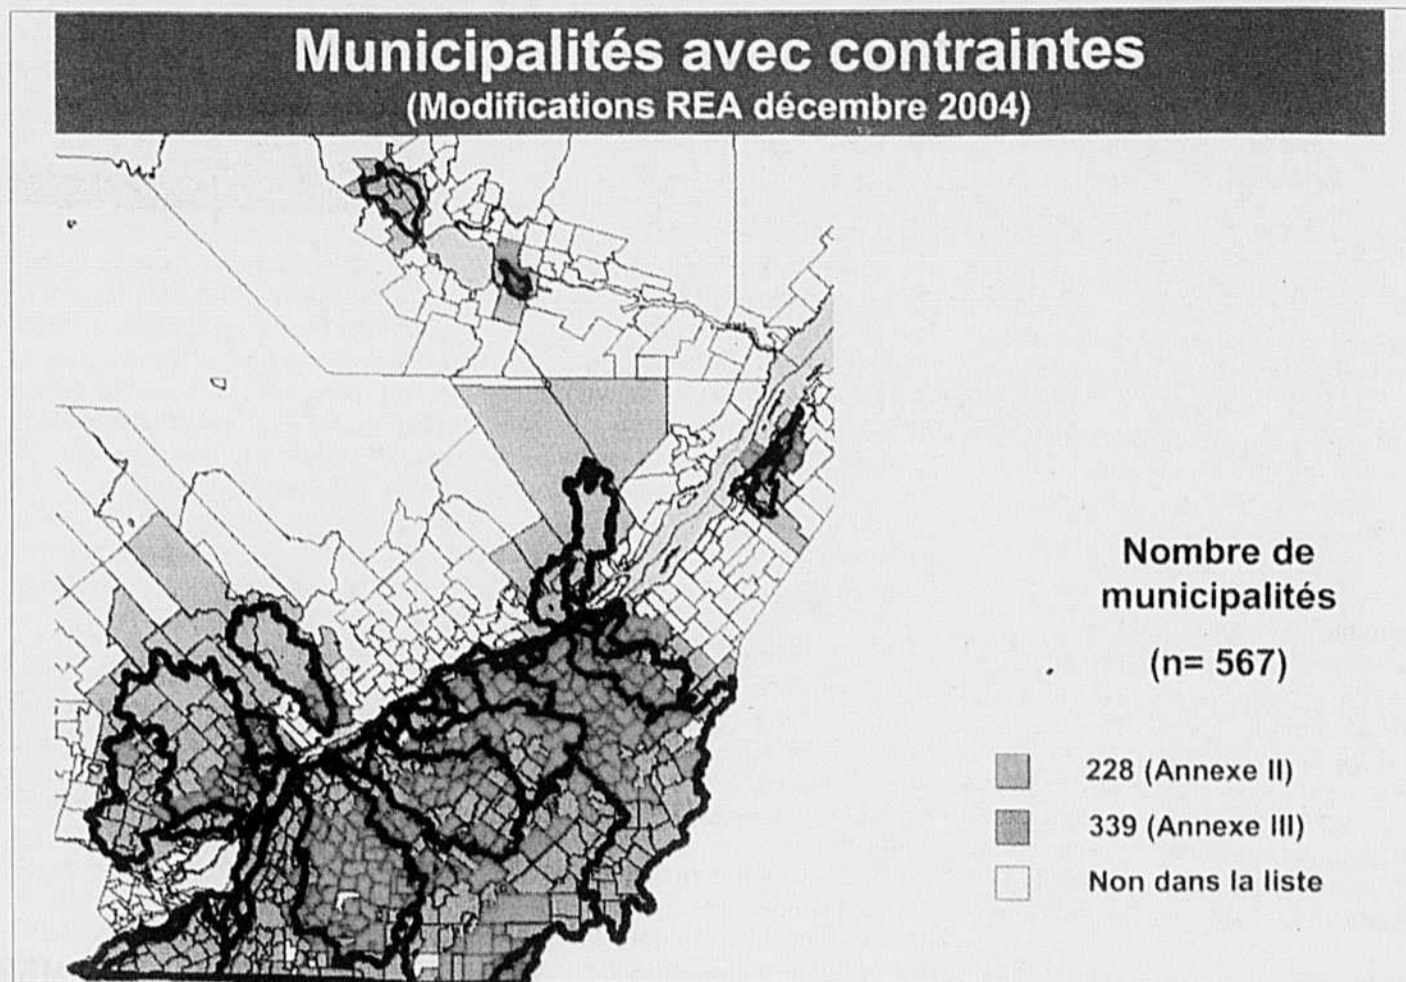 Municipalités avec contraintes
(Modifications REA décembre 2004)
Nombre de
municipalités
(n= 567)
228 (Annexe II)
339 (Annexe III)
Non dans la liste